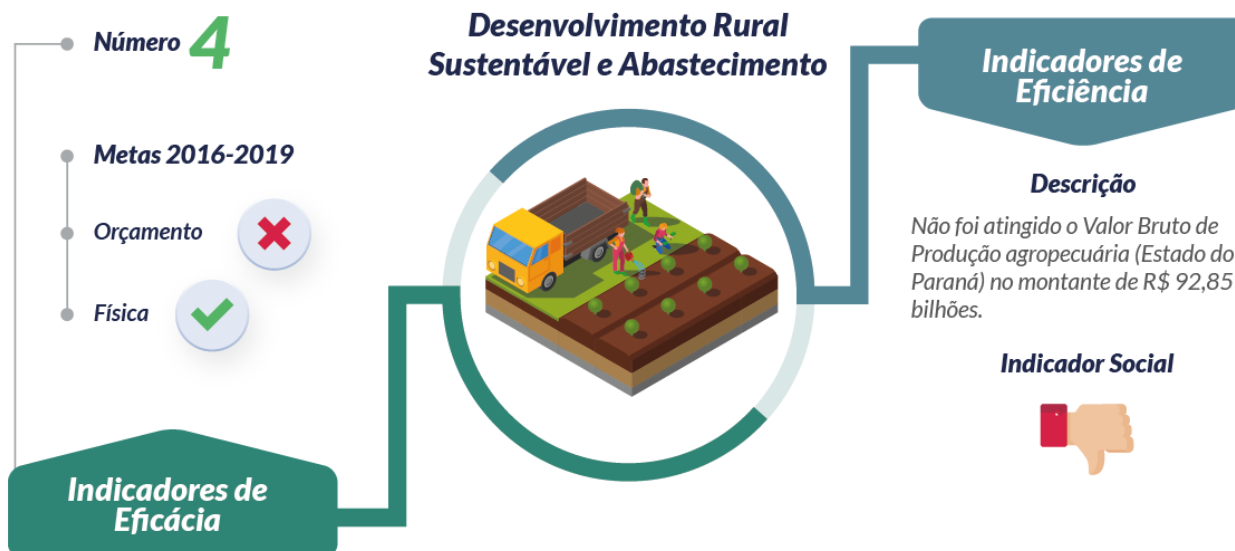 Número 4
Metas 2016-2019
Orçamento
Física
Indicadores de
Eficácia
Desenvolvimento Rural
Sustentável e Abastecimento
Indicadores de
Eficiência
Descrição
Não foi atingido o Valor Bruto de
Produção agropecuária (Estado do
Paraná) no montante de R$ 92,85
bilhões.
Indicador Social